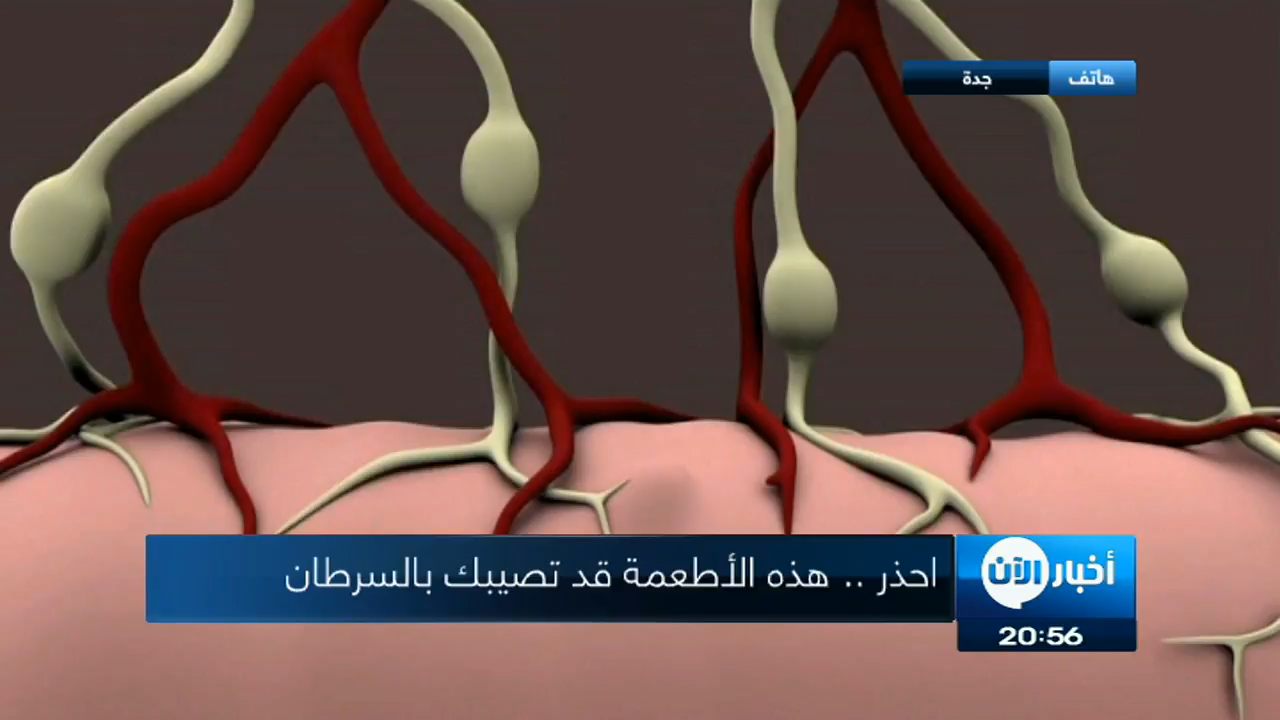 هاتف جدة
احذر .. هذه الأطعمة قد تصيبك بالسرطان
أخبار الآن
20:56